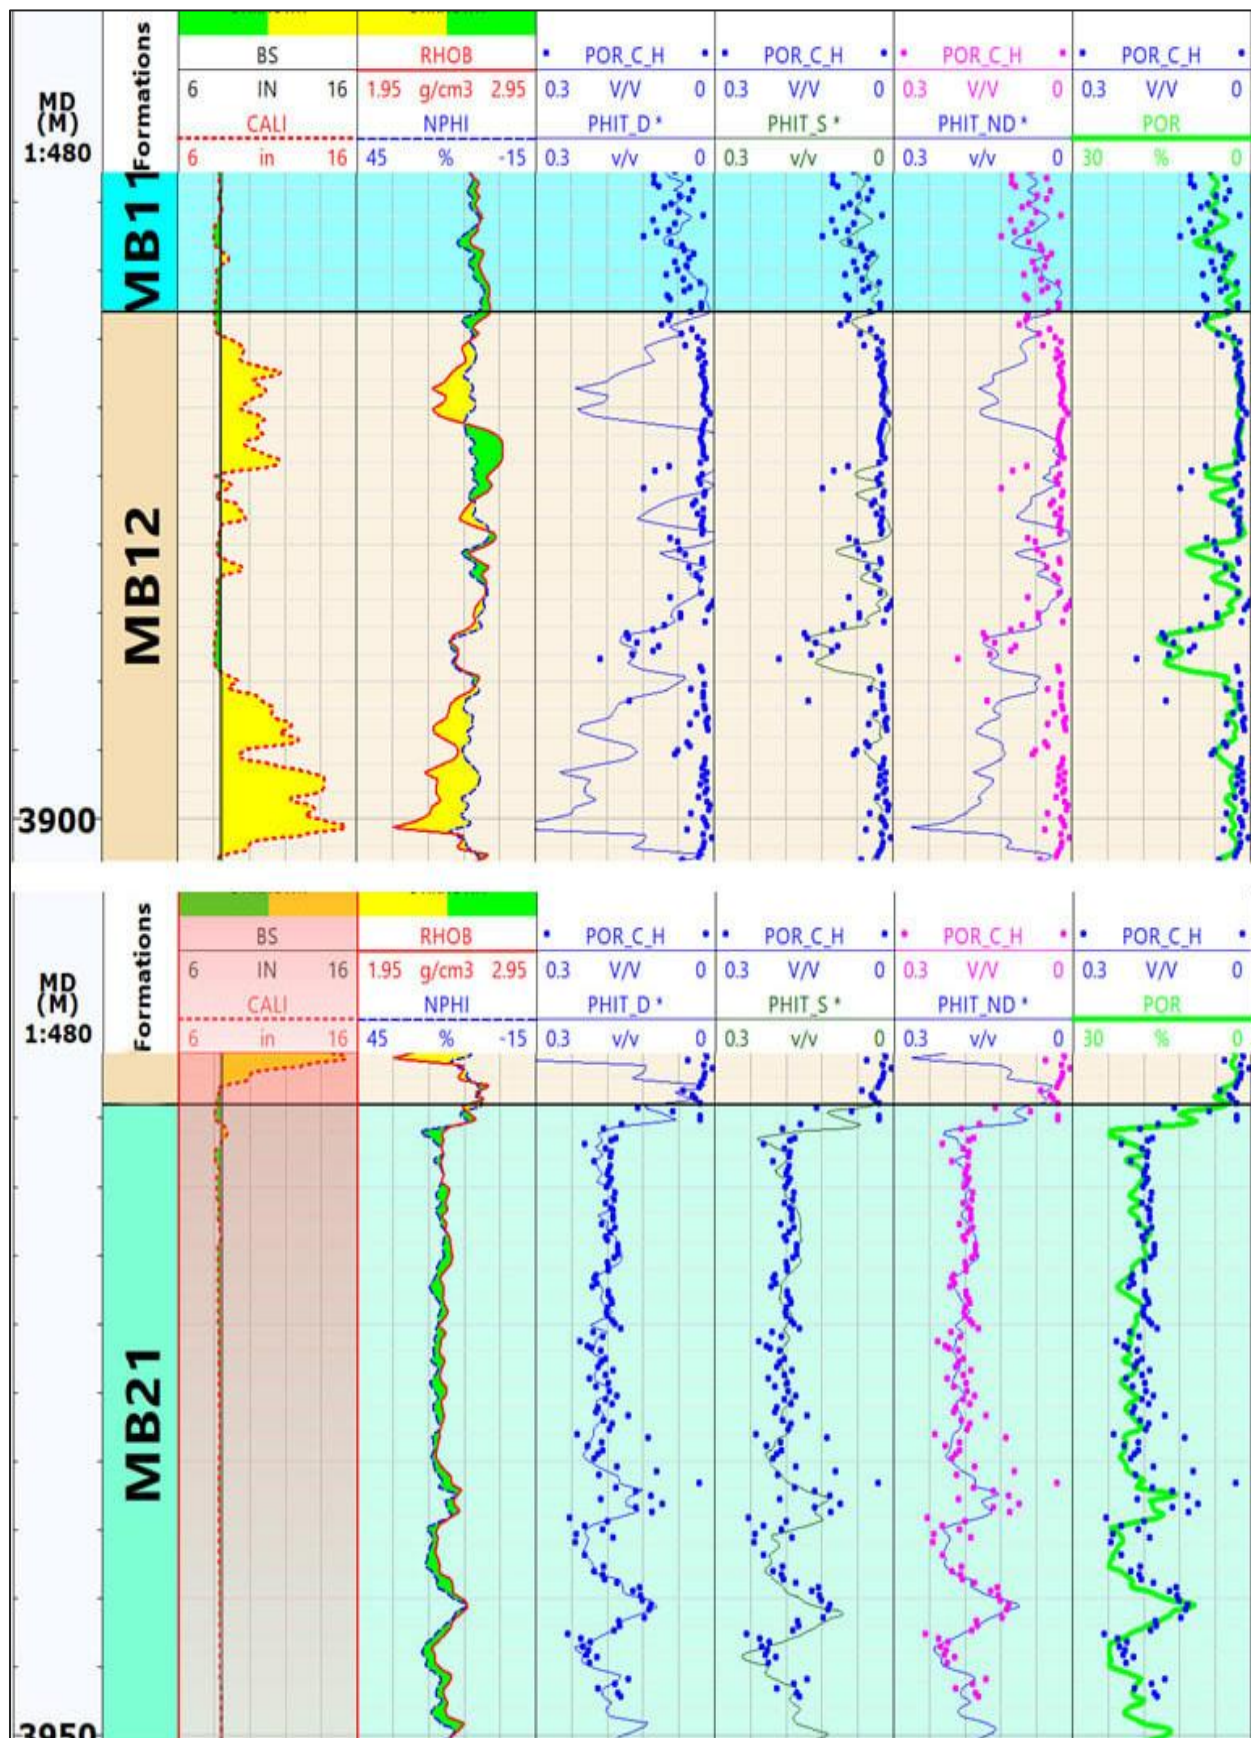 BS RHOB POR_C_H POR_C_H POR_C_H POR_C_H
MD (M) 1:480
Formations
6 IN 16 1.95 g/cm3 2.95 0.3 V/V 0 0.3 V/V 0 0.3 V/V 0 0.3 V/V 0
CALI NPHI PHIT_D * PHIT_S * PHIT_ND * POR
6 in 16 45 % -15 0.3 v/v 0 0.3 v/v 0 0.3 v/v 0 30 % 0
MB11
MB12
3900
BS RHOB POR_C_H POR_C_H POR_C_H POR_C_H
MD (M) 1:480
Formations
6 IN 16 1.95 g/cm3 2.95 0.3 V/V 0 0.3 V/V 0 0.3 V/V 0 0.3 V/V 0
CALI NPHI PHIT_D * PHIT_S * PHIT_ND * POR
6 in 16 45 % -15 0.3 v/v 0 0.3 v/v 0 0.3 v/v 0 30 % 0
MB21
3950